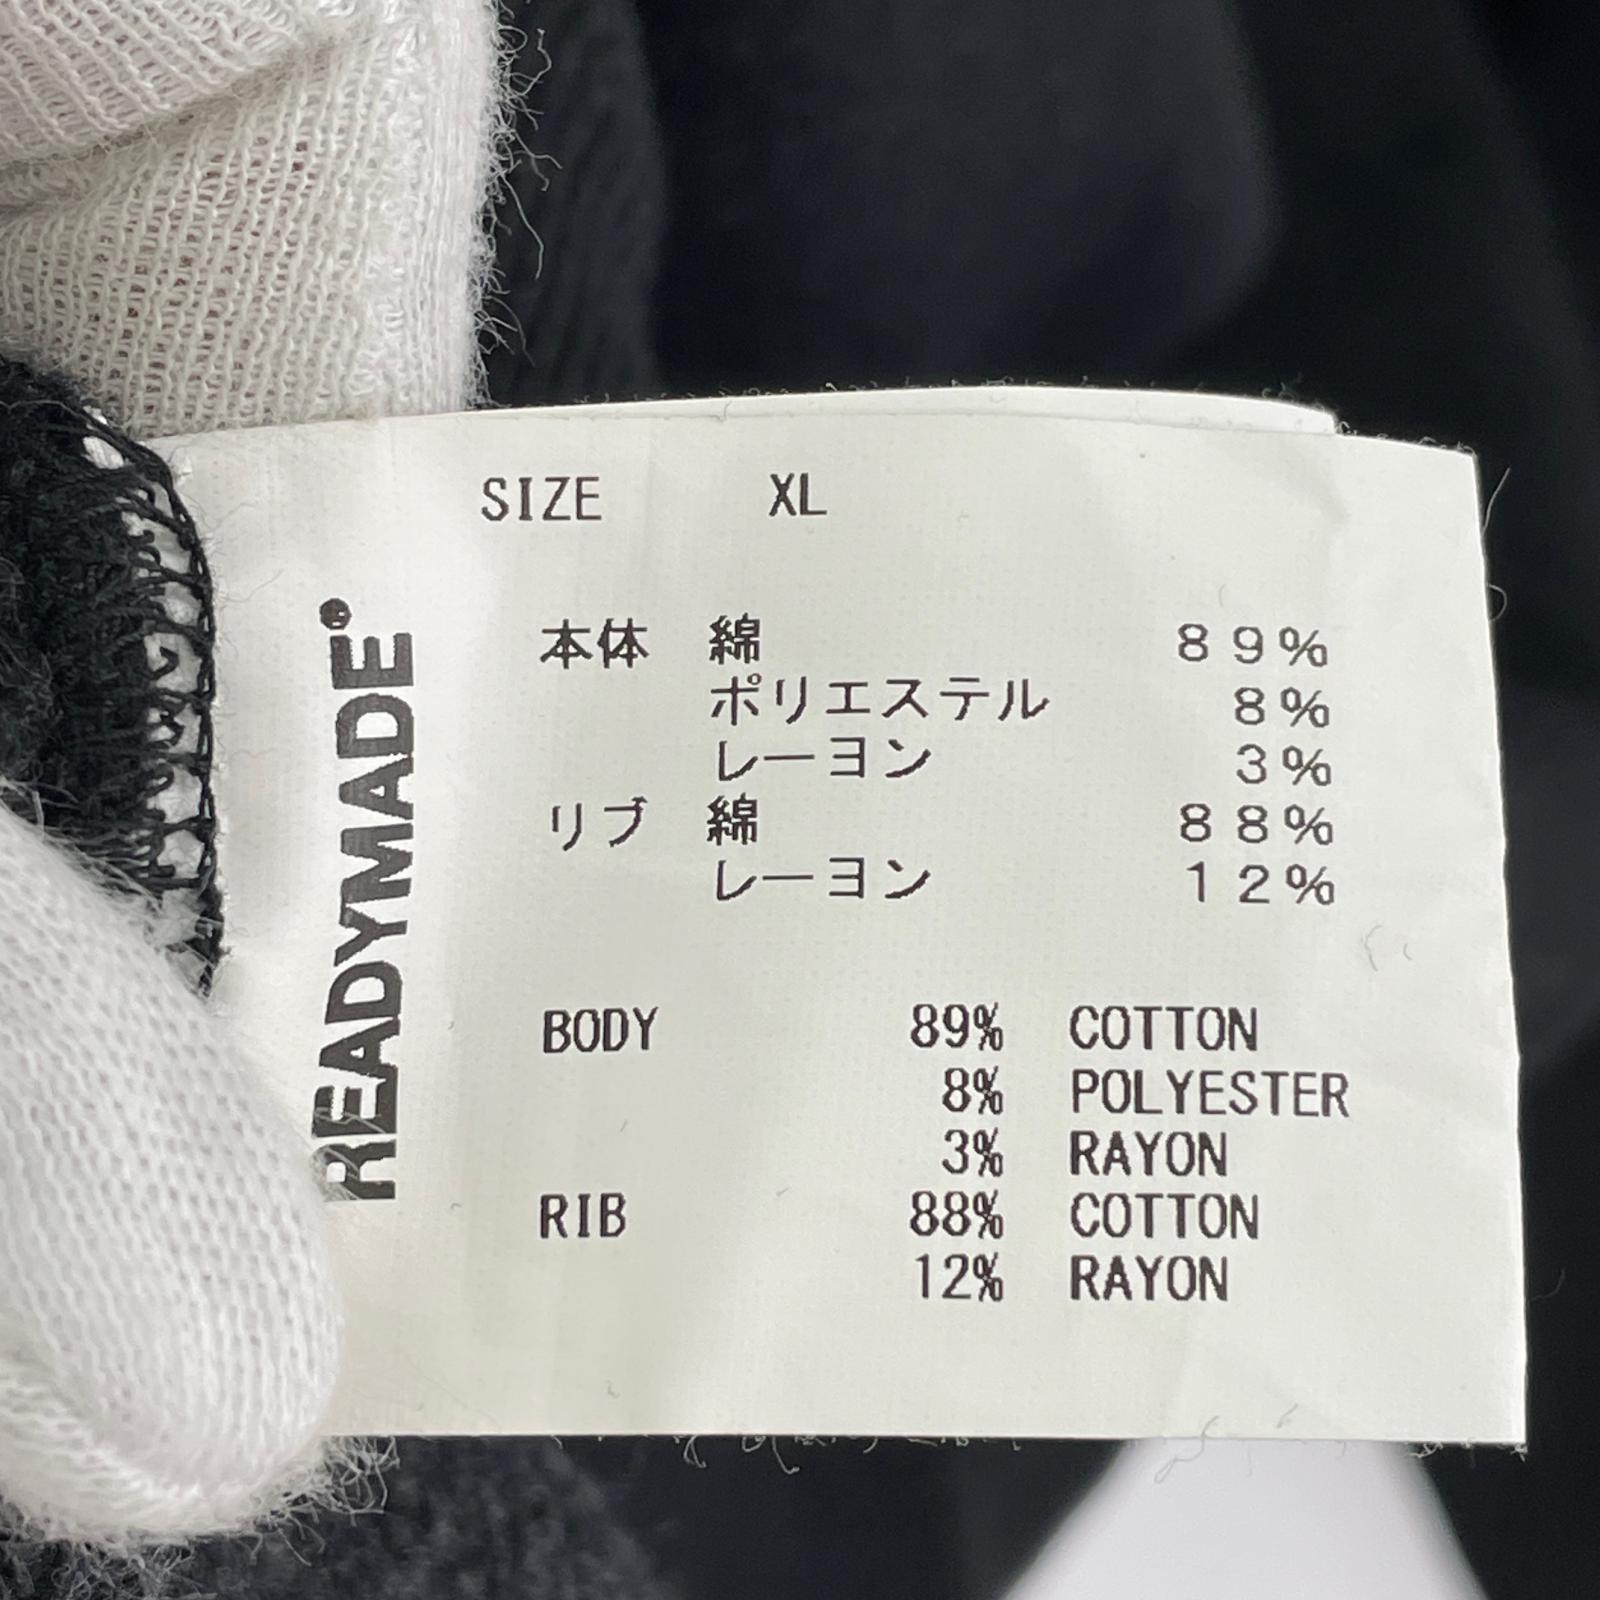 SIZE XL
READYMADE
本体 綿 89%
ポリエステル 8%
レーヨン 3%
リブ 綿 88%
レーヨン 12%
BODY 89% COTTON
8% POLYESTER
3% RAYON
RIB 88% COTTON
12% RAYON